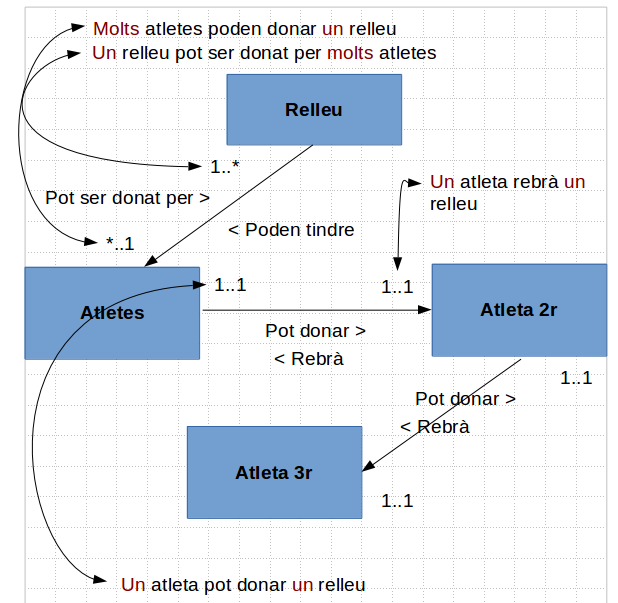 Molts atletes poden donar un relleu
Un relleu pot ser donat per molts atletes
Relleu
1..*
Un atleta rebrà un
relleu
Pot ser donat per >
< Poden tindre
*..1
1..1
1..1
Atletes
Atleta 2r
Pot donar >
< Rebrà
1..1
Pot donar >
< Rebrà
Atleta 3r
1..1
Un atleta pot donar un relleu